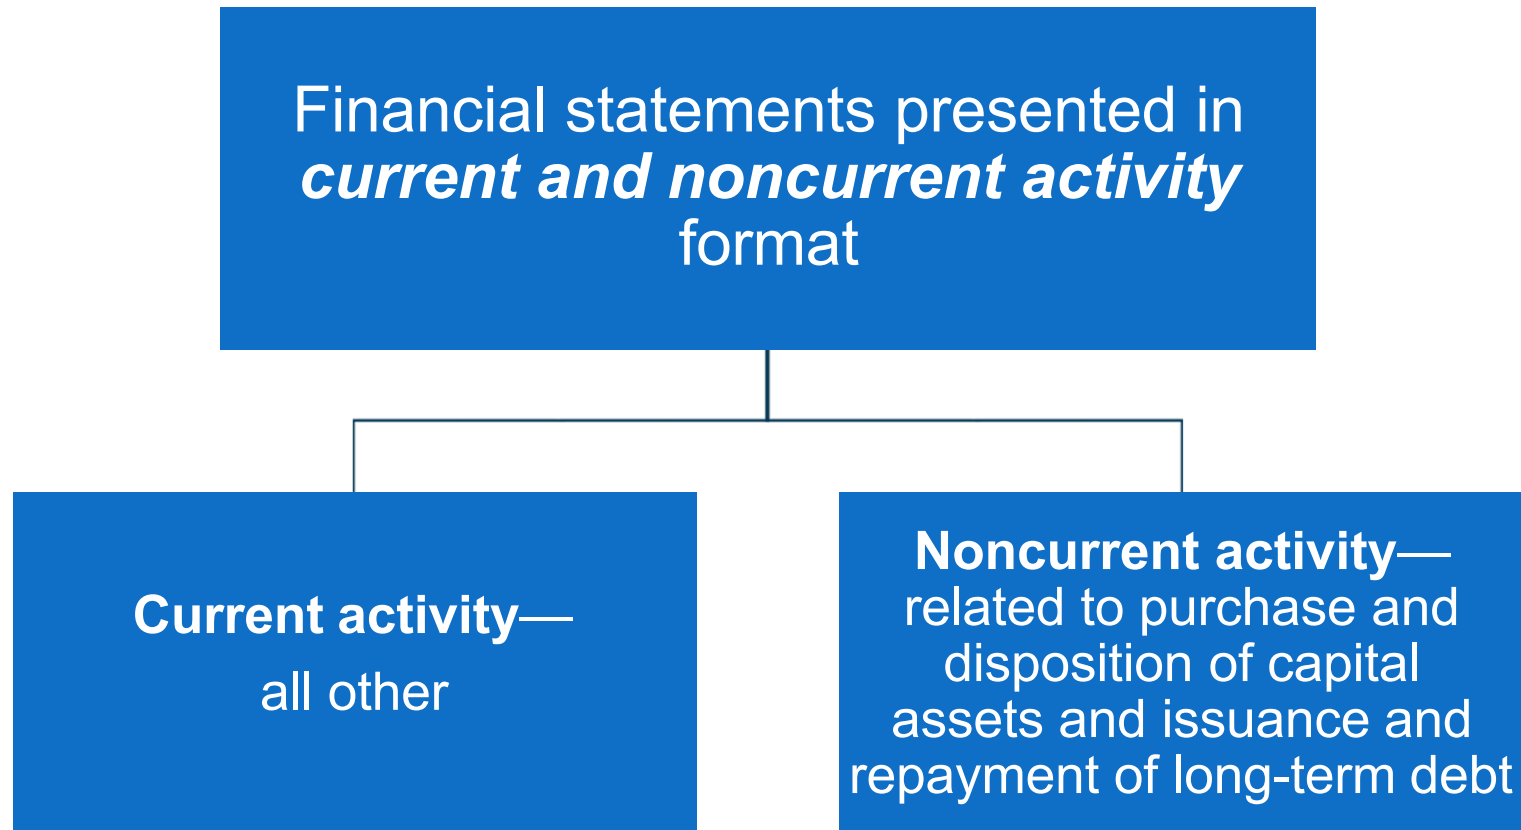 Financial statements presented in
current and noncurrent activity
format
Current activity—
all other
Noncurrent activity—
related to purchase and
disposition of capital
assets and issuance and
repayment of long-term debt